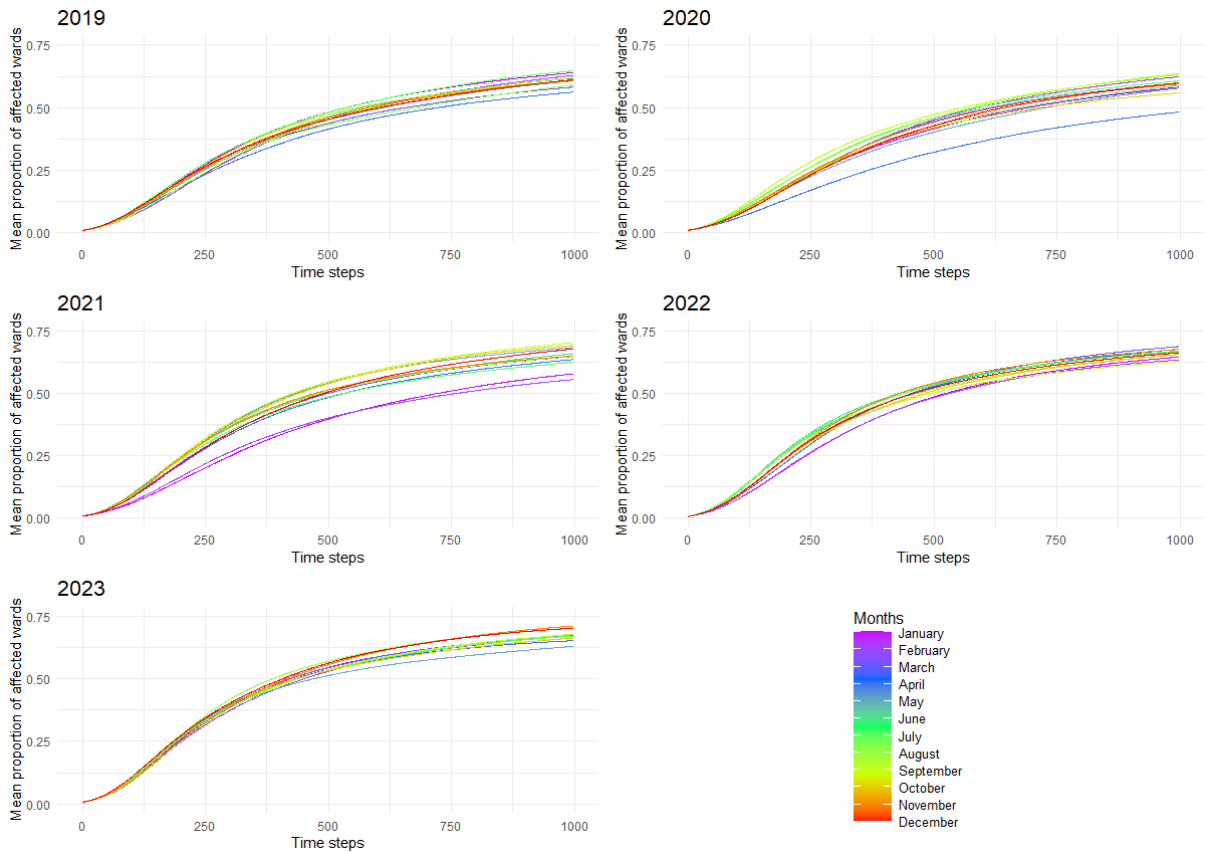 2019
Mean proportion of affected wards
0.75
0.50
0.25
0.00
0
250
500
750
1000
Time steps
2020
Mean proportion of affected wards
0.75
0.50
0.25
0.00
0
250
500
750
1000
Time steps
2021
Mean proportion of affected wards
0.75
0.50
0.25
0.00
0
250
500
750
1000
Time steps
2022
Mean proportion of affected wards
0.75
0.50
0.25
0.00
0
250
500
750
1000
Time steps
2023
Mean proportion of affected wards
0.75
0.50
0.25
0.00
0
250
500
750
1000
Time steps
Months
January
February
March
April
May
June
July
August
September
October
November
December